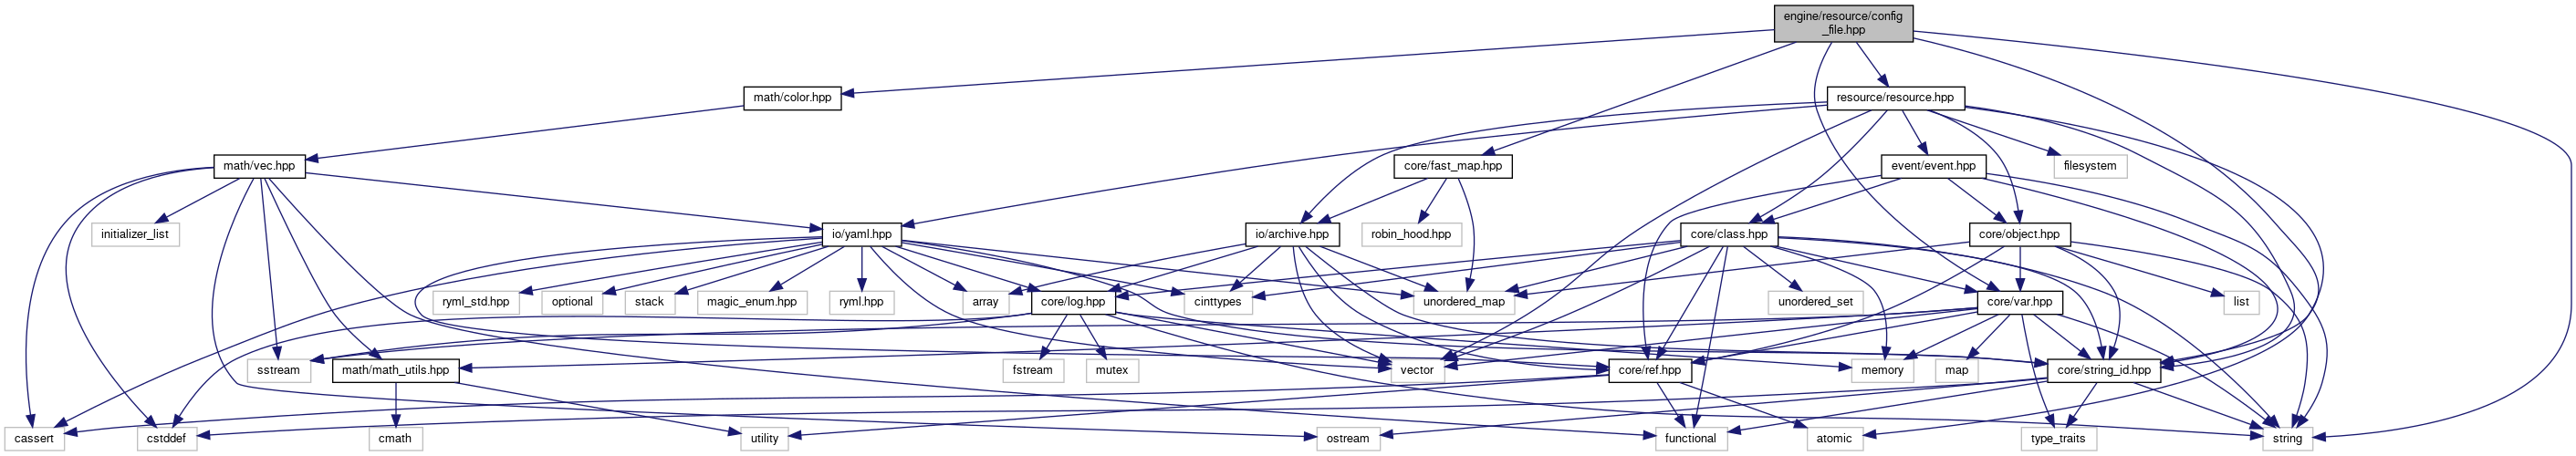 engine/resource/config
_file.hpp
math/color.hpp
resource/resource.hpp
math/vec.hpp
core/fast_map.hpp
event/event.hpp
filesystem
initializer_list
io/yaml.hpp
io/archive.hpp
robin_hood.hpp
core/class.hpp
core/object.hpp
ryml_std.hpp
optional
stack
magic_enum.hpp
ryml.hpp
array
core/log.hpp
cinttypes
unordered_map
unordered_set
core/var.hpp
list
sstream
math/math_utils.hpp
fstream
mutex
vector
core/ref.hpp
memory
map
core/string_id.hpp
cassert
cstddef
cmath
utility
ostream
functional
atomic
type_traits
string